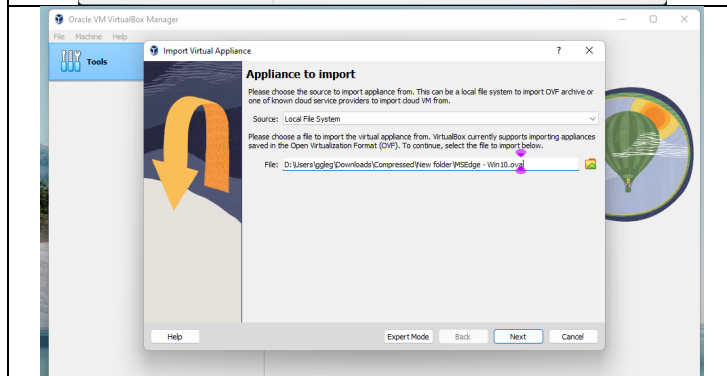 Oracle VM VirtualBox Manager
File Machine Help
Tools
Import Virtual Appliance
? X
Appliance to import
Please choose the source to import appliance from. This can be a local file system to import OVF archive or
one of known cloud service providers to import cloud VM from.
Source: Local File System
Please choose a file to import the virtual appliance from. VirtualBox currently supports importing appliances
saved in the Open Virtualization Format (OVF). To continue, select the file to import below.
File: D:\Users\ggleg\Downloads\Compressed\New folder\MSEdge - Win10.ova
Help Expert Mode Back Next Cancel